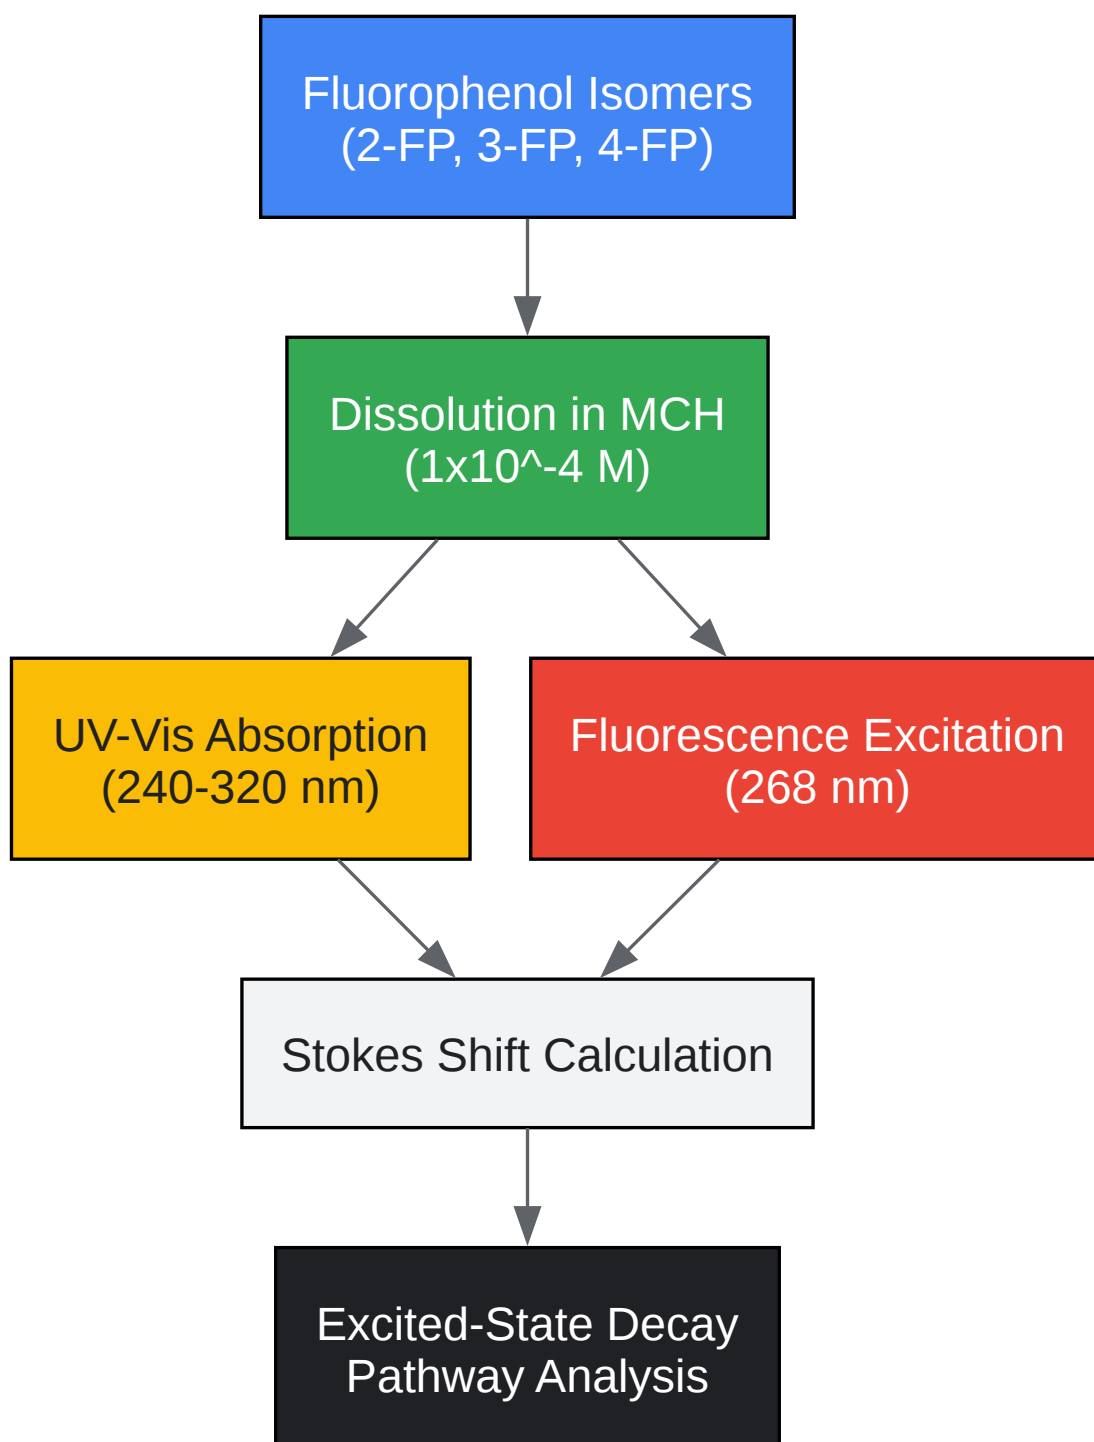 Fluorophenol Isomers
(2-FP, 3-FP, 4-FP)
Dissolution in MCH
(1x10^-4 M)
UV-Vis Absorption
(240-320 nm)
Fluorescence Excitation
(268 nm)
Stokes Shift Calculation
Excited-State Decay
Pathway Analysis